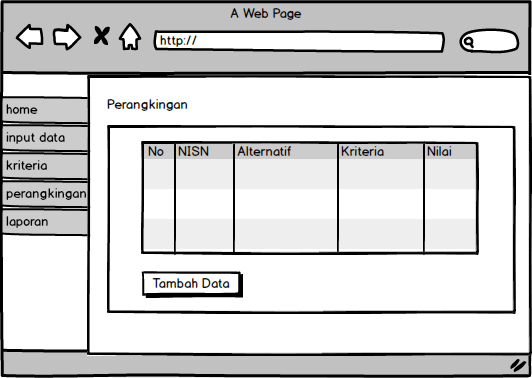 A Web Page
http://
home
input data
kriteria
perangkingan
laporan
Perangkingan
No NISN Alternatif Kriteria Nilai
Tambah Data